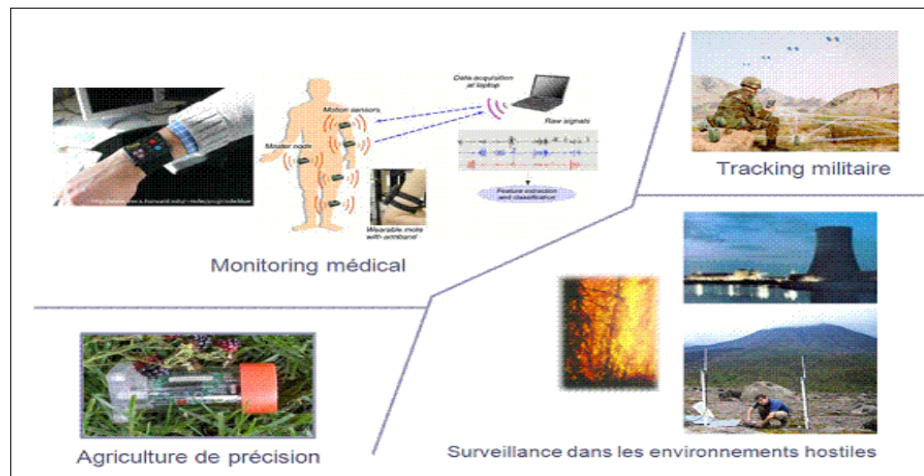 Data acquisition
at laptop
Motion sensors
Raw signals
Master node
Feature extraction
and classification
Wearable mote
with armband
Monitoring médical
Tracking militaire
Agriculture de précision
Surveillance dans les environnements hostiles